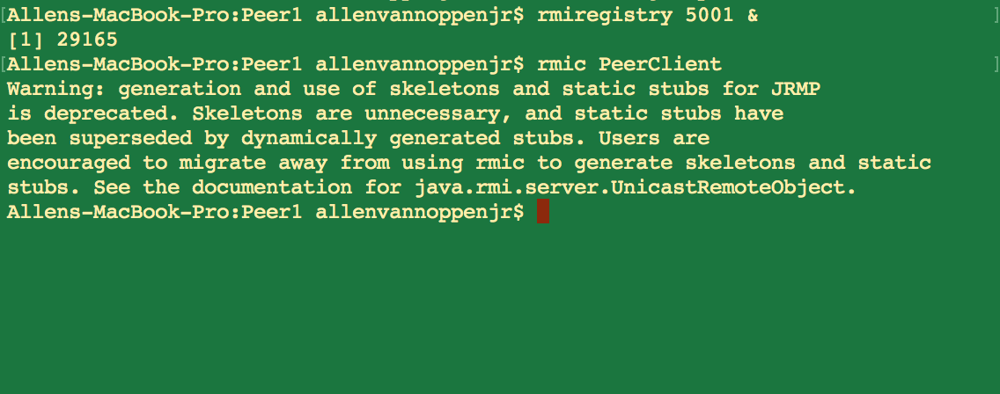 [Allens-MacBook-Pro:Peer1 allenvannoppenjr$ rmiregistry 5001 & ]
[1] 29165
[Allens-MacBook-Pro:Peer1 allenvannoppenjr$ rmic PeerClient ]
Warning: generation and use of skeletons and static stubs for JRMP
is deprecated. Skeletons are unnecessary, and static stubs have
been superseded by dynamically generated stubs. Users are
encouraged to migrate away from using rmic to generate skeletons and static
stubs. See the documentation for java.rmi.server.UnicastRemoteObject.
Allens-MacBook-Pro:Peer1 allenvannoppenjr$